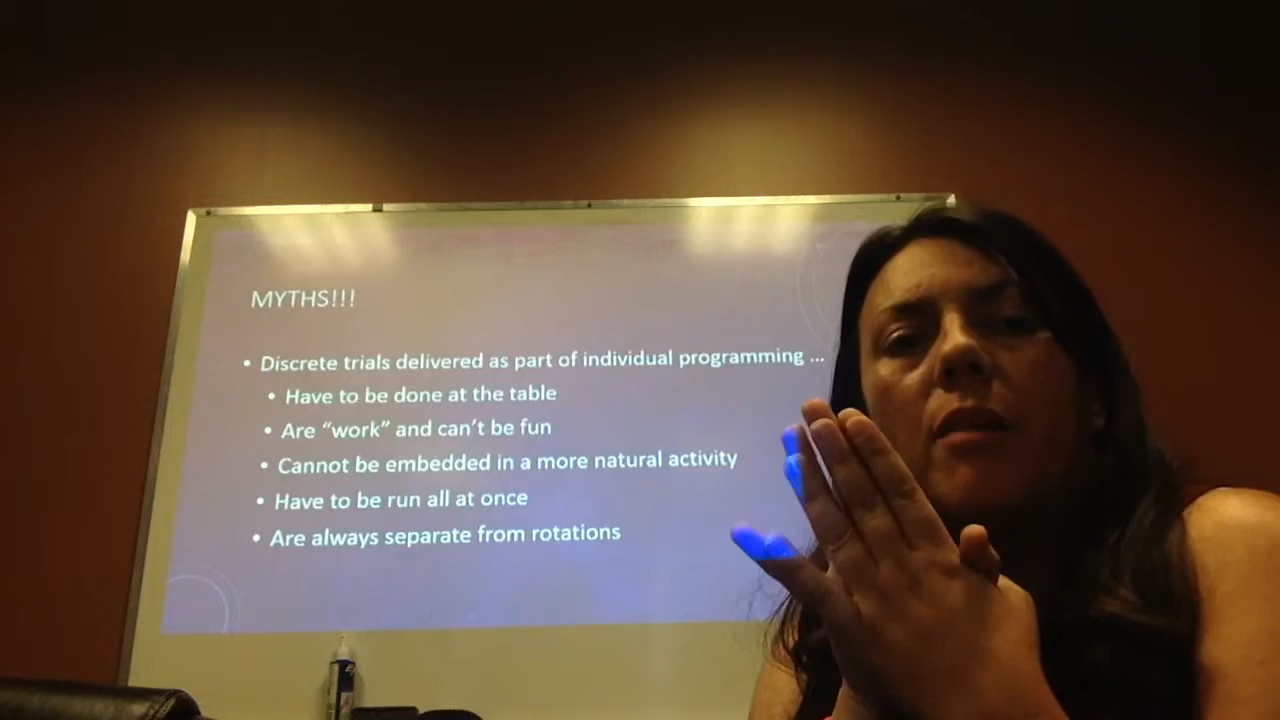 MYTHS!!!
• Discrete trials delivered as part of individual programming ...
• Have to be done at the table
• Are “work” and can’t be fun
• Cannot be embedded in a more natural activity
• Have to be run all at once
• Are always separate from rotations